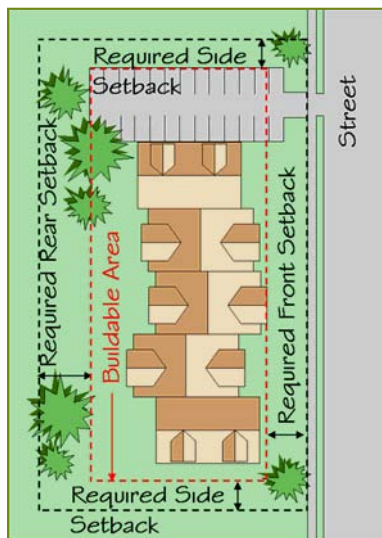 Required Side
Setback
Street
Required Rear Setback
Buildable Area
Required Front Setback
Required Side
Setback